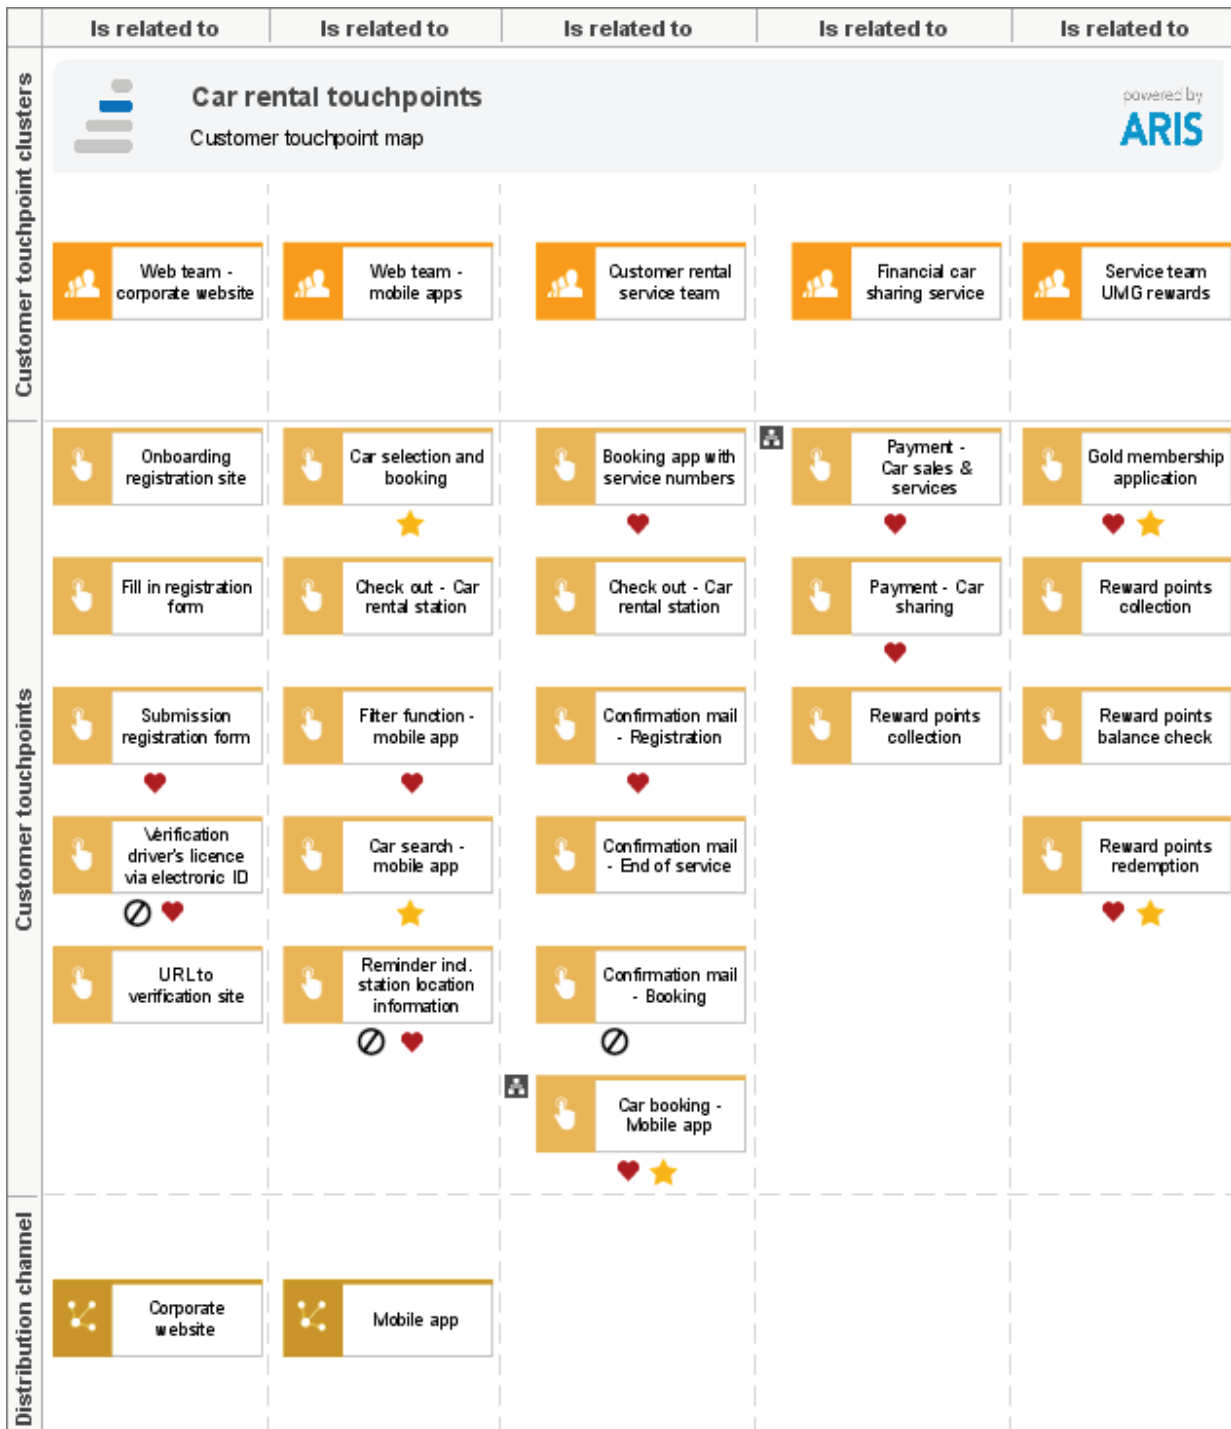 Is related to
Is related to
Is related to
Is related to
Is related to
Customer touchpoint clusters
Car rental touchpoints
Customer touchpoint map
powered by
ARIS
Web team -
corporate website
Web team -
mobile apps
Customer rental
service team
Financial car
sharing service
Service team
UMG rewards
Customer touchpoints
Onboarding
registration site
Car selection and
booking
Booking app with
service numbers
Payment -
Car sales &
services
Gold membership
application
Fill in registration
form
Check out - Car
rental station
Check out - Car
rental station
Payment - Car
sharing
Reward points
collection
Submission
registration form
Filter function -
mobile app
Confirmation mail
- Registration
Reward points
collection
Reward points
balance check
Verification
driver's licence
via electronic ID
Car search -
mobile app
Confirmation mail
- End of service
Reward points
redemption
URL to
verification site
Reminder incl.
station location
information
Confirmation mail
- Booking
Car booking -
Mobile app
Distribution channel
Corporate
website
Mobile app